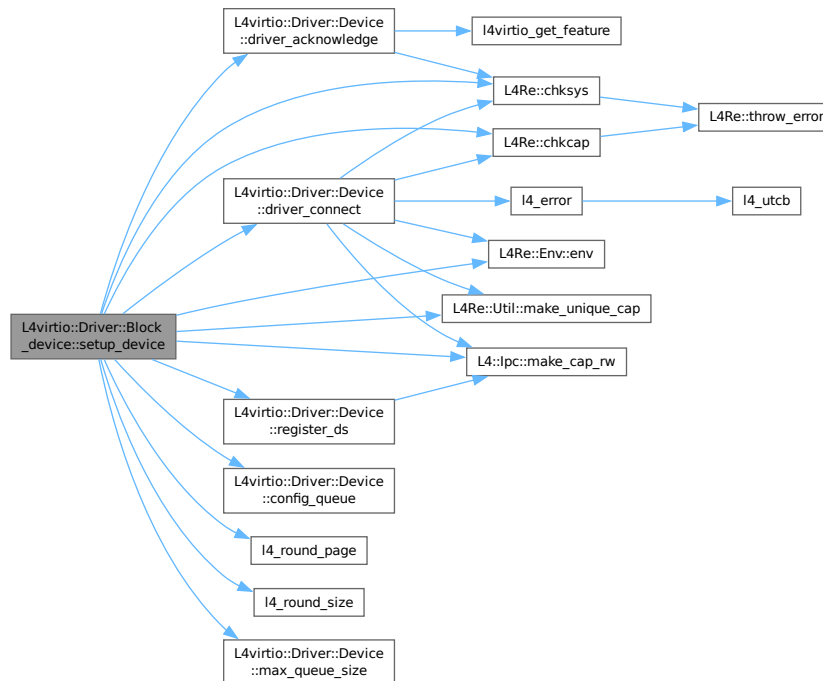 L4virtio::Driver::Device
::driver_acknowledge
l4virtio_get_feature
L4Re::chksys
L4Re::throw_error
L4Re::chkcap
L4virtio::Driver::Device
::driver_connect
l4_error
l4_utcb
L4Re::Env::env
L4Re::Util::make_unique_cap
L4virtio::Driver::Block
_device::setup_device
L4::Ipc::make_cap_rw
L4virtio::Driver::Device
::register_ds
L4virtio::Driver::Device
::config_queue
l4_round_page
l4_round_size
L4virtio::Driver::Device
::max_queue_size